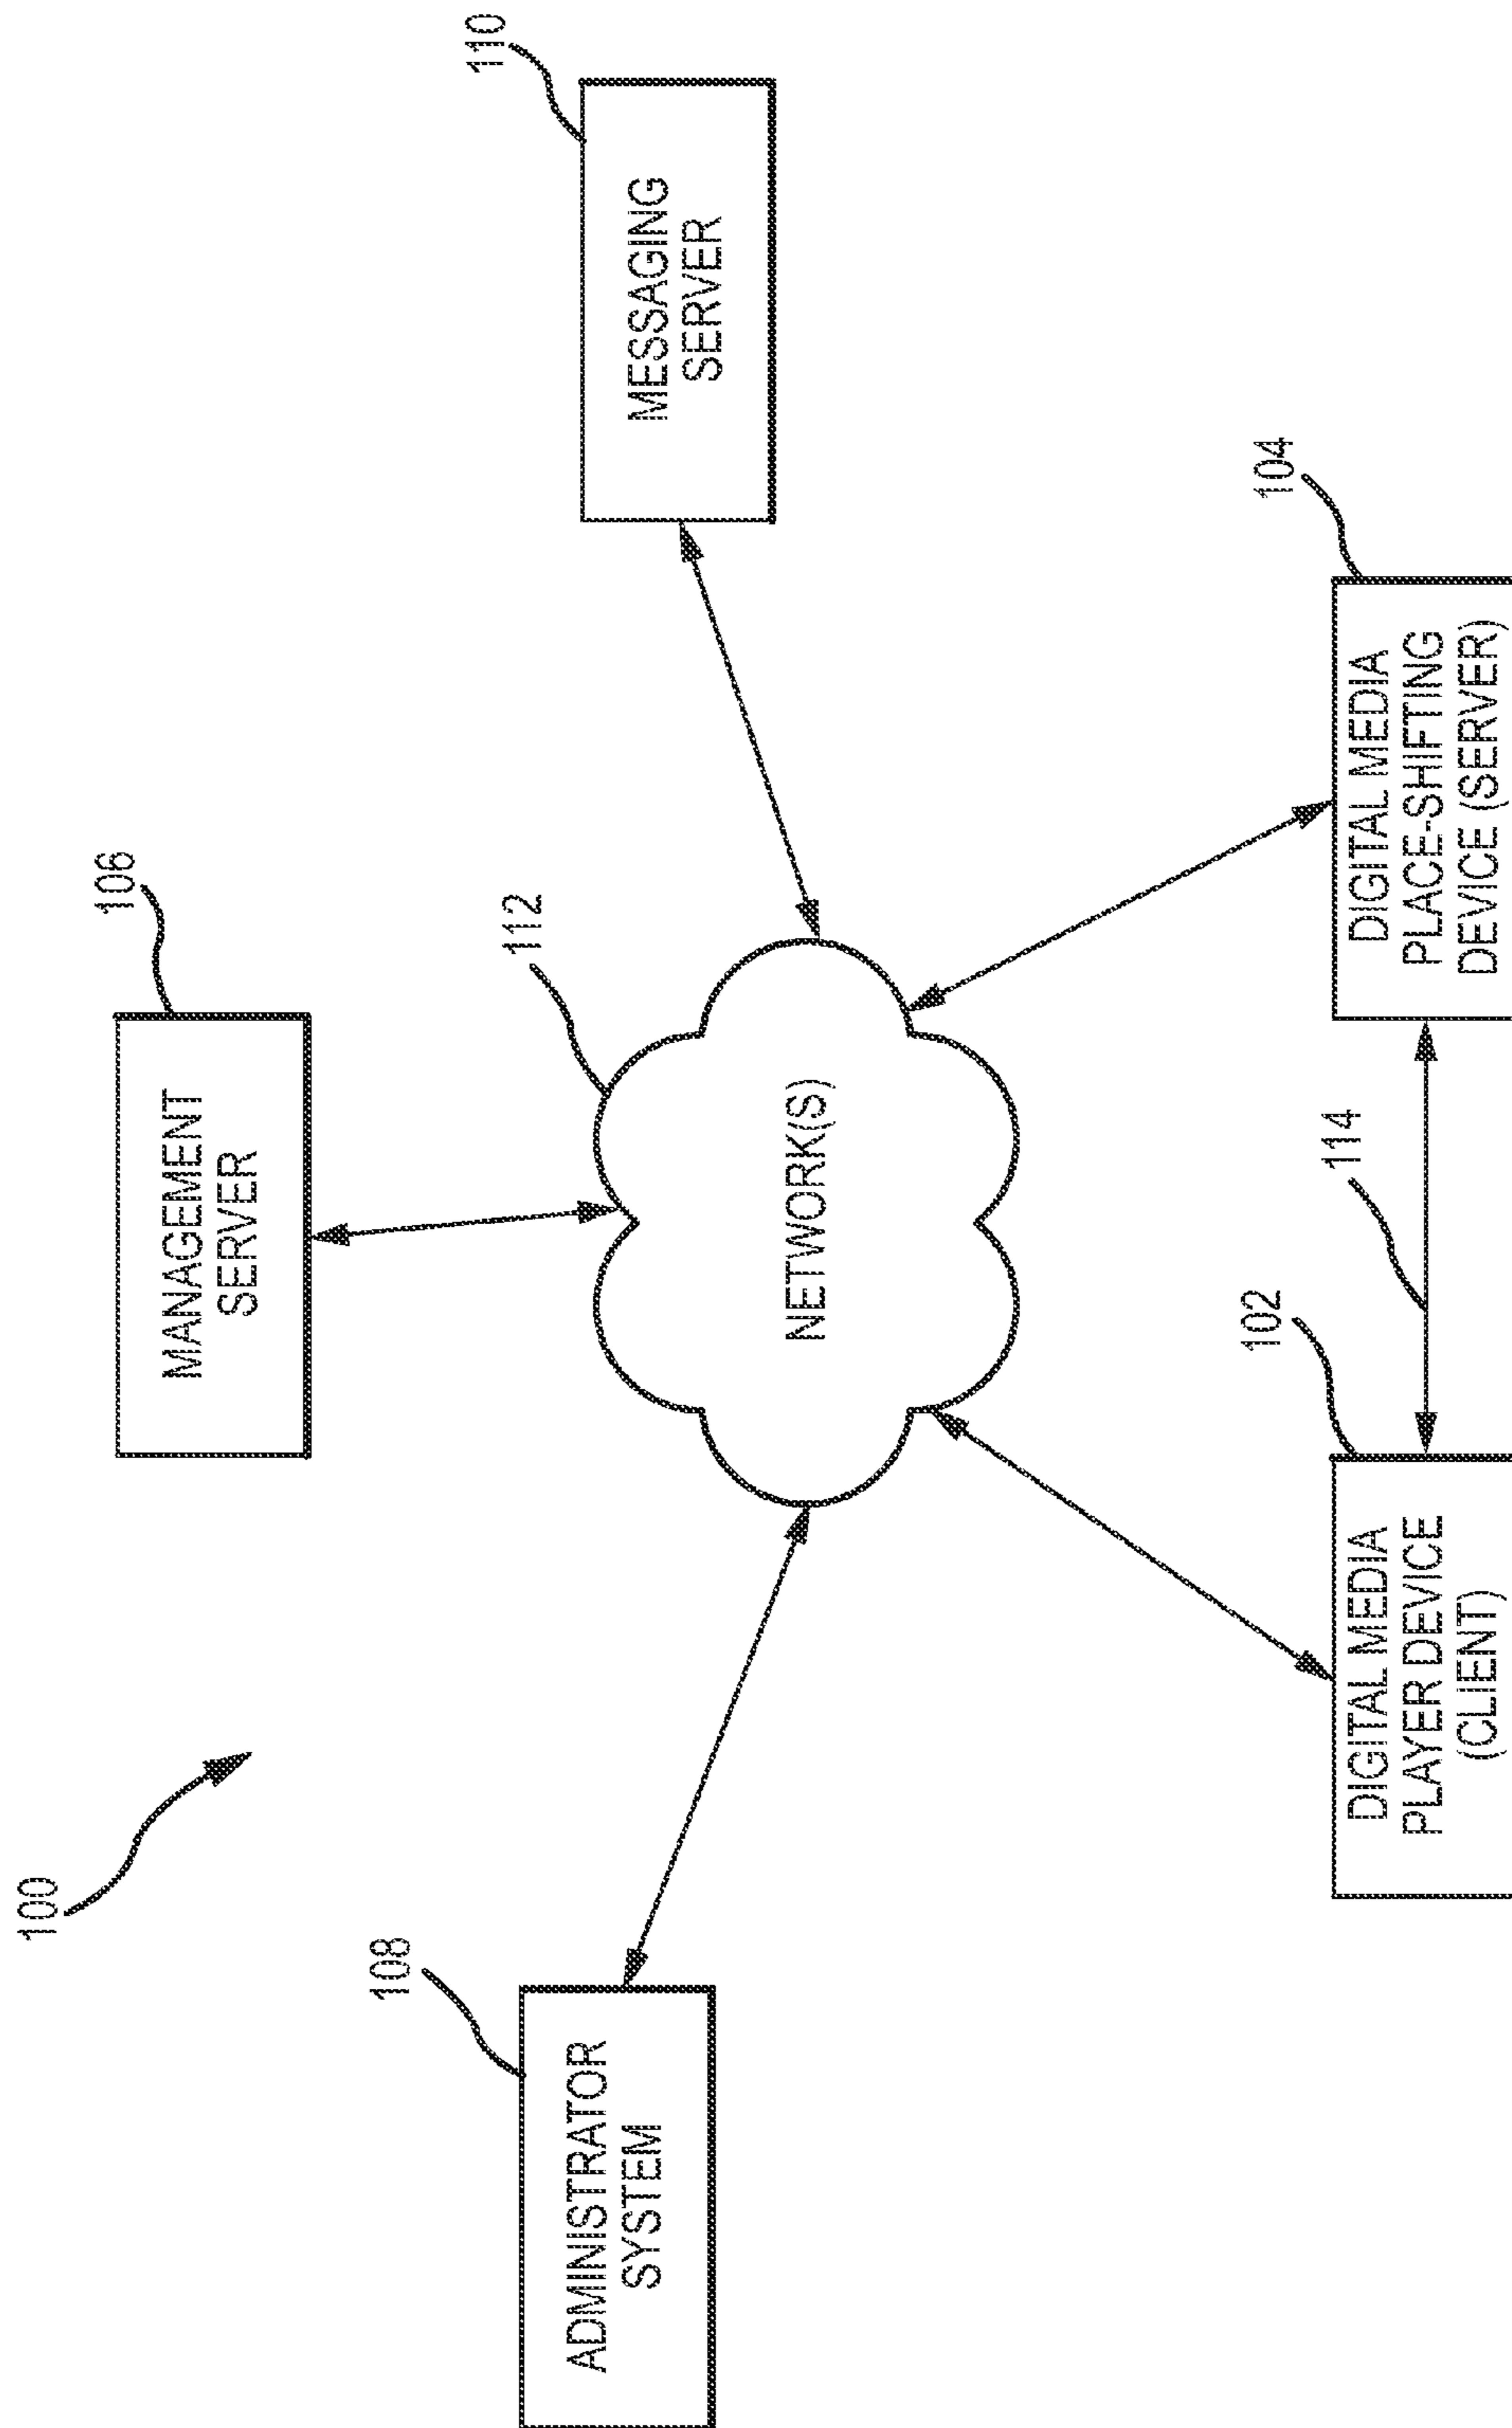 100
106
MANAGEMENT
SERVER
108
ADMINISTRATOR
SYSTEM
110
MESSAGING
SERVER
112
NETWORK(S)
102
DIGITAL MEDIA
PLAYER DEVICE
(CLIENT)
114
104
DIGITAL MEDIA
PLACE-SHIFTING
DEVICE (SERVER)